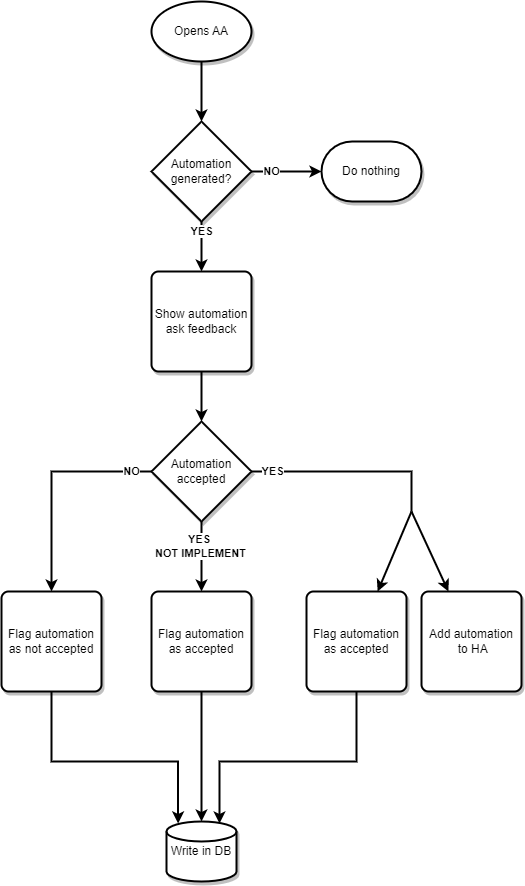 Opens AA
Automation
generated?
NO
Do nothing
YES
Show automation
ask feedback
Automation
accepted
NO
YES
YES
NOT IMPLEMENT
Flag automation
as not accepted
Flag automation
as accepted
Flag automation
as accepted
Add automation
to HA
Write in DB